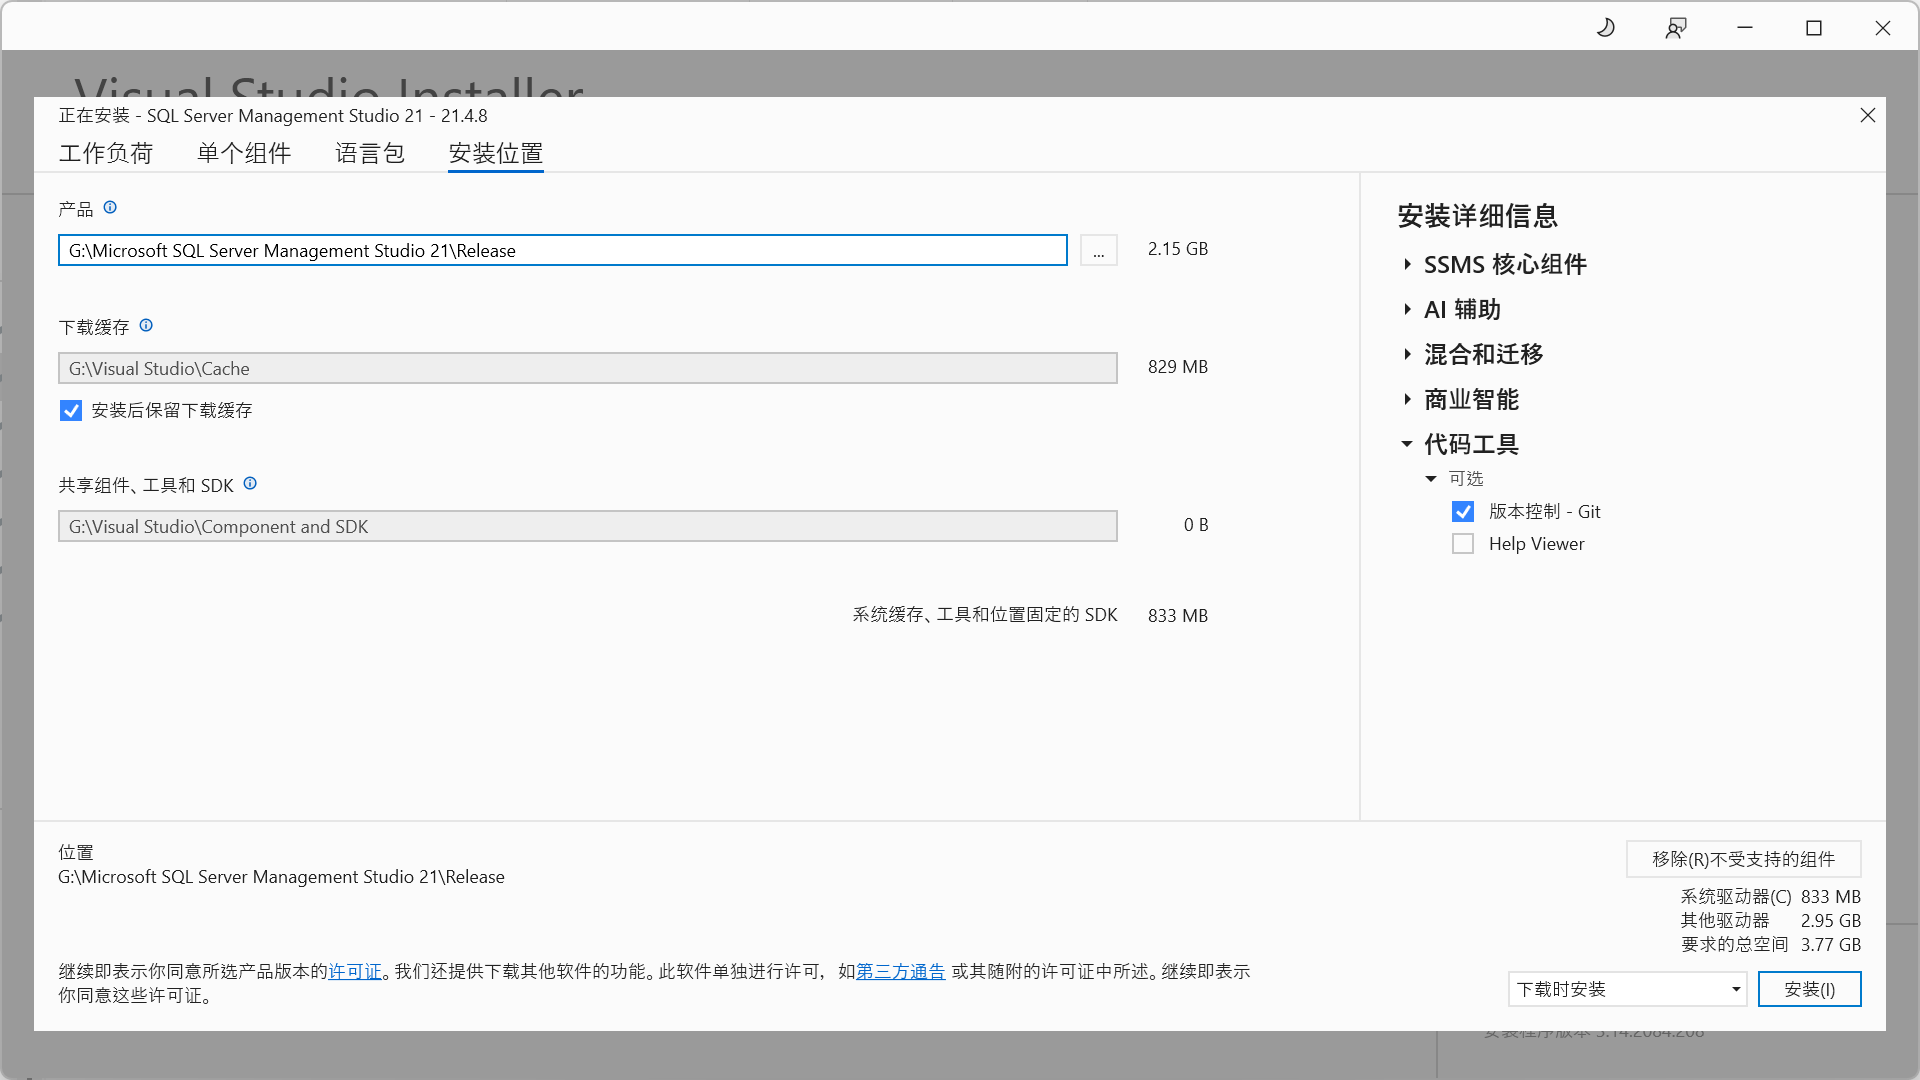 Visual Studio Installer
正在安装 - SQL Server Management Studio 21 - 21.4.8
工作负荷 单个组件 语言包 安装位置
产品
G:\Microsoft SQL Server Management Studio 21\Release ... 2.15 GB
下载缓存
G:\Visual Studio\Cache 829 MB
安装后保留下载缓存
共享组件、工具和 SDK
G:\Visual Studio\Component and SDK 0 B
系统缓存、工具和位置固定的 SDK 833 MB
安装详细信息
SSMS 核心组件
AI 辅助
混合和迁移
商业智能
代码工具
可选
版本控制 - Git
Help Viewer
位置
G:\Microsoft SQL Server Management Studio 21\Release
移除(R)不受支持的组件
系统驱动器(C) 833 MB
其他驱动器 2.95 GB
要求的总空间 3.77 GB
继续即表示你同意所选产品版本的许可证。我们还提供下载其他软件的功能。此软件单独进行许可，如第三方通告 或其随附的许可证中所述。继续即表示
你同意这些许可证。
下载时安装 安装(I)
安装程序版本 3.14.2084.208